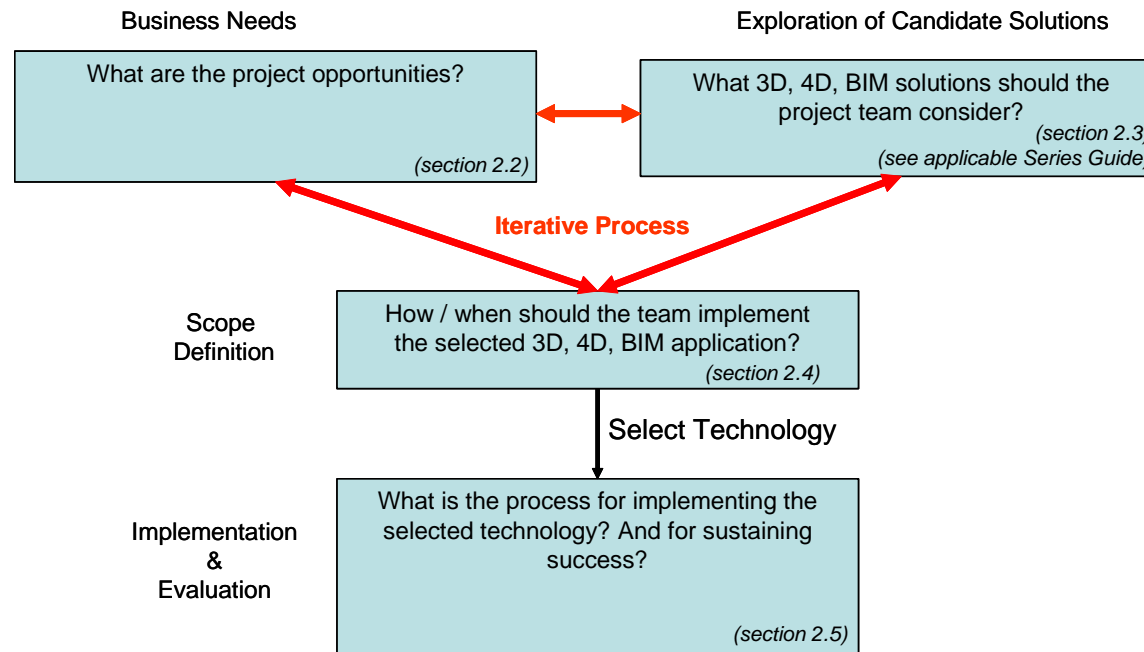 Business Needs
Exploration of Candidate Solutions
What are the project opportunities?
(section 2.2)
What 3D, 4D, BIM solutions should the
project team consider?
(section 2.3)
(see applicable Series Guide)
Iterative Process
Scope
Definition
How / when should the team implement
the selected 3D, 4D, BIM application?
(section 2.4)
Select Technology
Implementation
&
Evaluation
What is the process for implementing the
selected technology? And for sustaining
success?
(section 2.5)